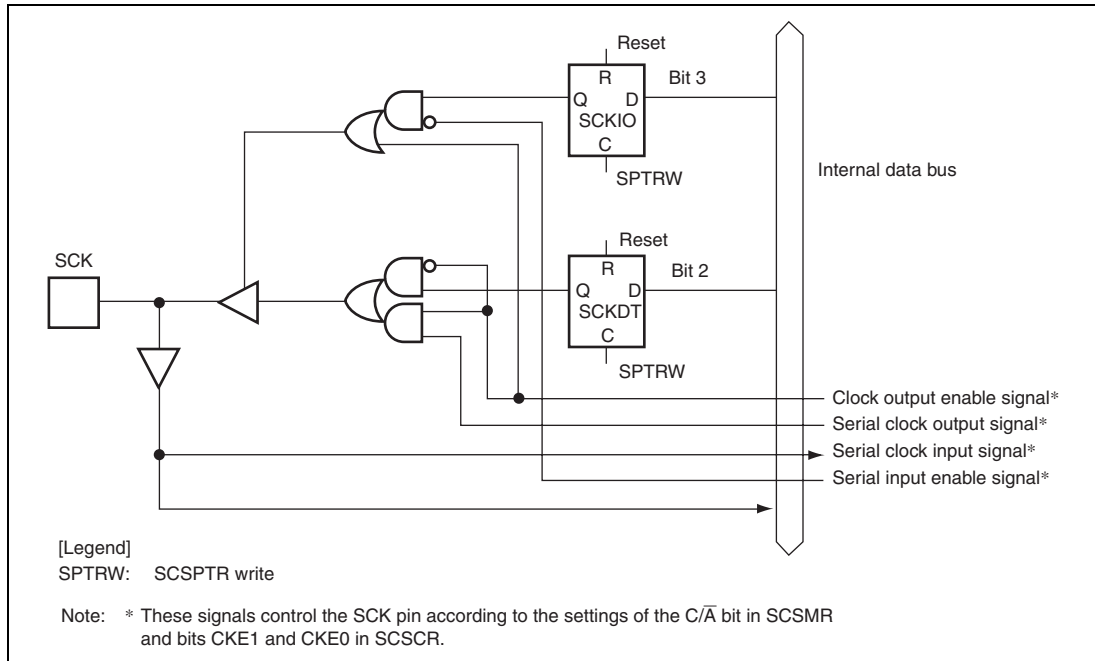 Reset
R
Bit 3
Q D
SCKIO
C
SPTRW
Internal data bus
Reset
R
Bit 2
SCK
Q D
SCKDT
C
SPTRW
Clock output enable signal*
Serial clock output signal*
Serial clock input signal*
Serial input enable signal*
[Legend]
SPTRW: SCSPTR write
Note: * These signals control the SCK pin according to the settings of the C/A̅ bit in SCSMR
and bits CKE1 and CKE0 in SCSCR.